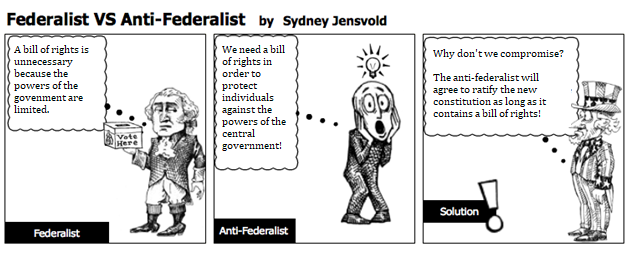 Federalist VS Anti-Federalist by Sydney Jensvold
A bill of rights is
unnecessary
because the
powers of the
govenment are
limited.
Vote
Here
Federalist
We need a bill
of rights in
order to
protect
individuals
against the
powers of the
central
government!
Anti-Federalist
Why don't we compromise?
The anti-federalist will
agree to ratify the new
constitution as long as it
contains a bill of rights!
Solution